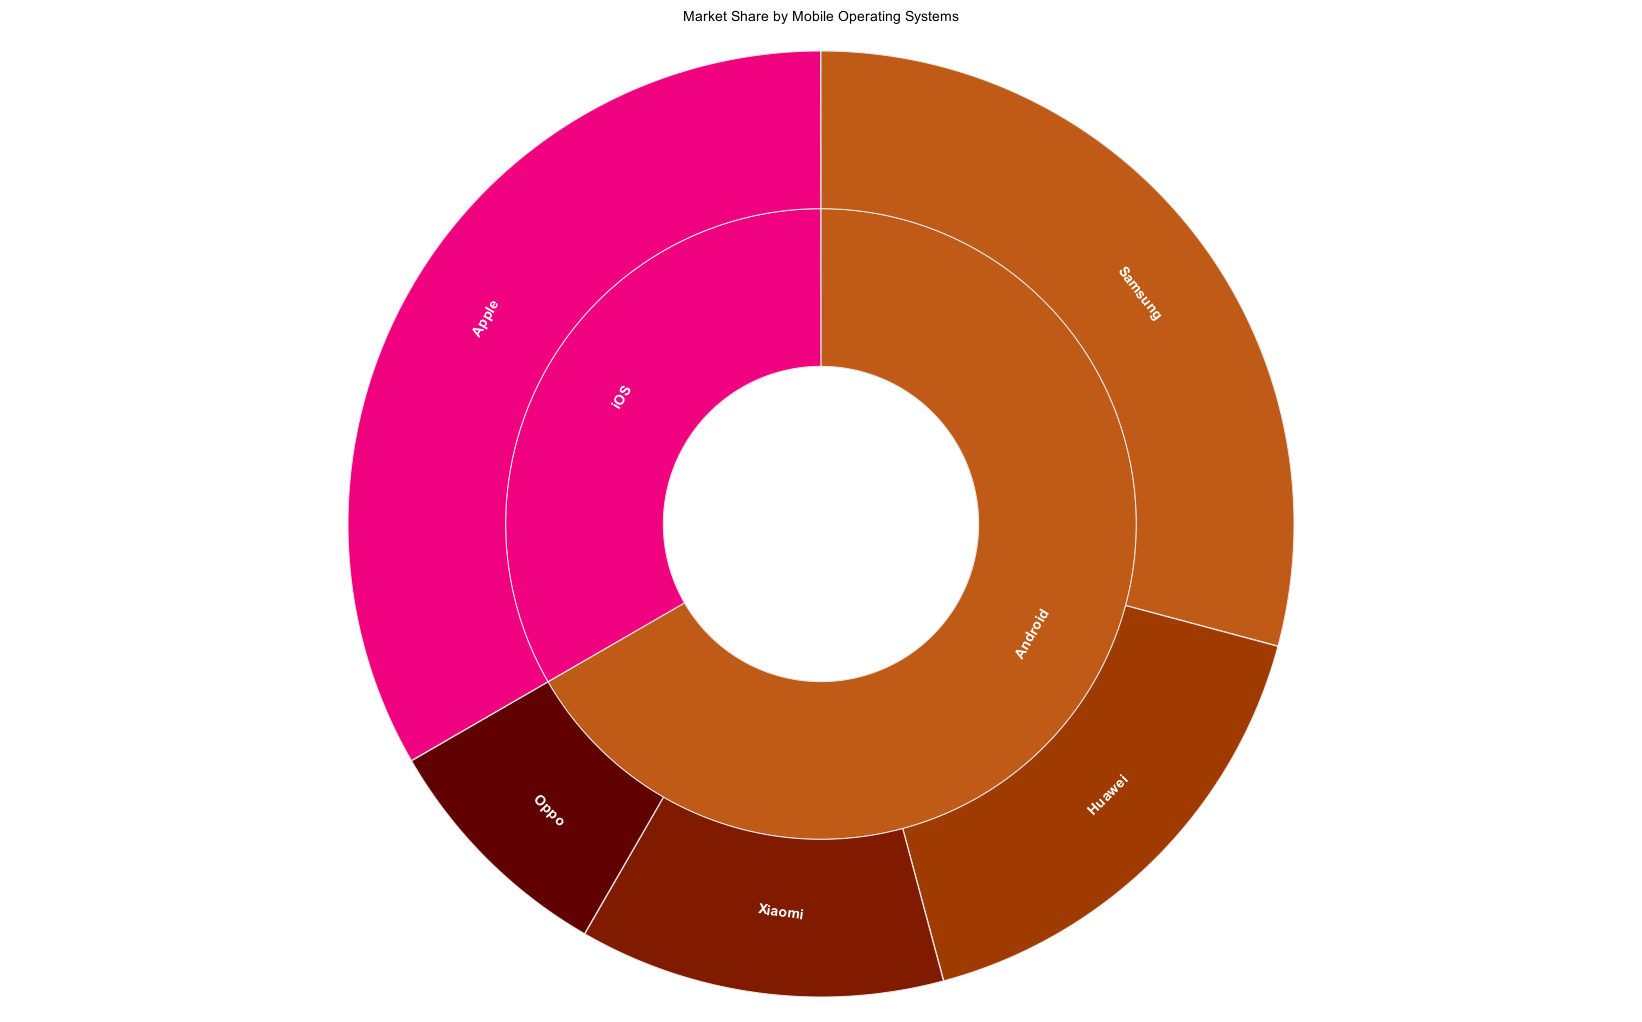 Market Share by Mobile Operating Systems
Samsung
Apple
iOS
Android
Huawei
Oppo
Xiaomi